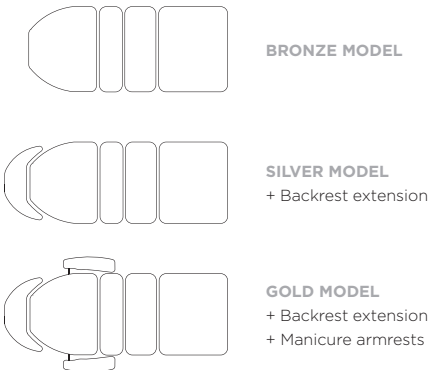 BRONZE MODEL
SILVER MODEL
+ Backrest extension
GOLD MODEL
+ Backrest extension
+ Manicure armrests